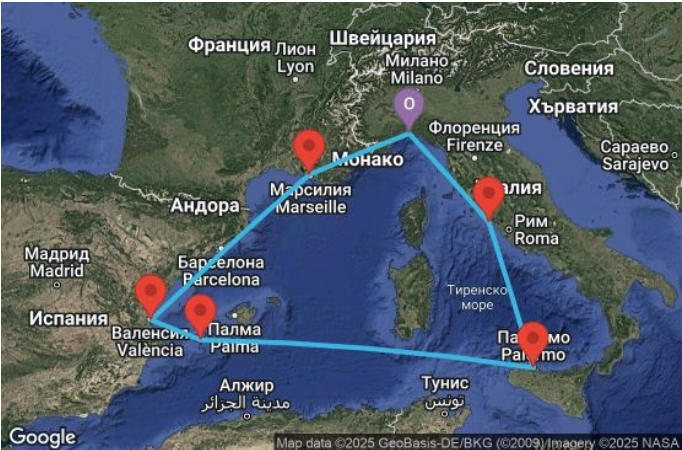 Франция
Лион
Lyon
Швейцария
Милано
Milano
Словения
Хърватия
O
Флоренция
Firenze
Сараево
Sarajevo
Монако
Марсилия
Marseille
Андора
Рим
Roma
Мадрид
Madrid
Барселона
Barcelona
Тиренско
море
Испания
Валенсия
València
Палма
Palma
Алжир
مدينة الجزائر
Тунис
تونس
Google
Map data ©2025 GeoBasis-DE/BKG (©2009) Imagery ©2025 NASA